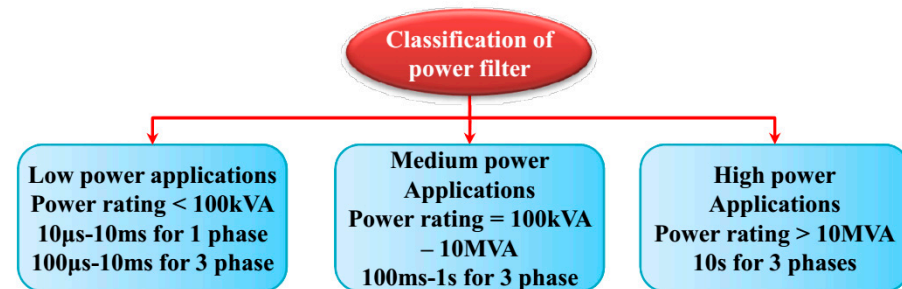 Classification of
power filter
Low power applications
Power rating < 100kVA
10μs-10ms for 1 phase
100μs-10ms for 3 phase
Medium power
Applications
Power rating = 100kVA
– 10MVA
100ms-1s for 3 phase
High power
Applications
Power rating > 10MVA
10s for 3 phases